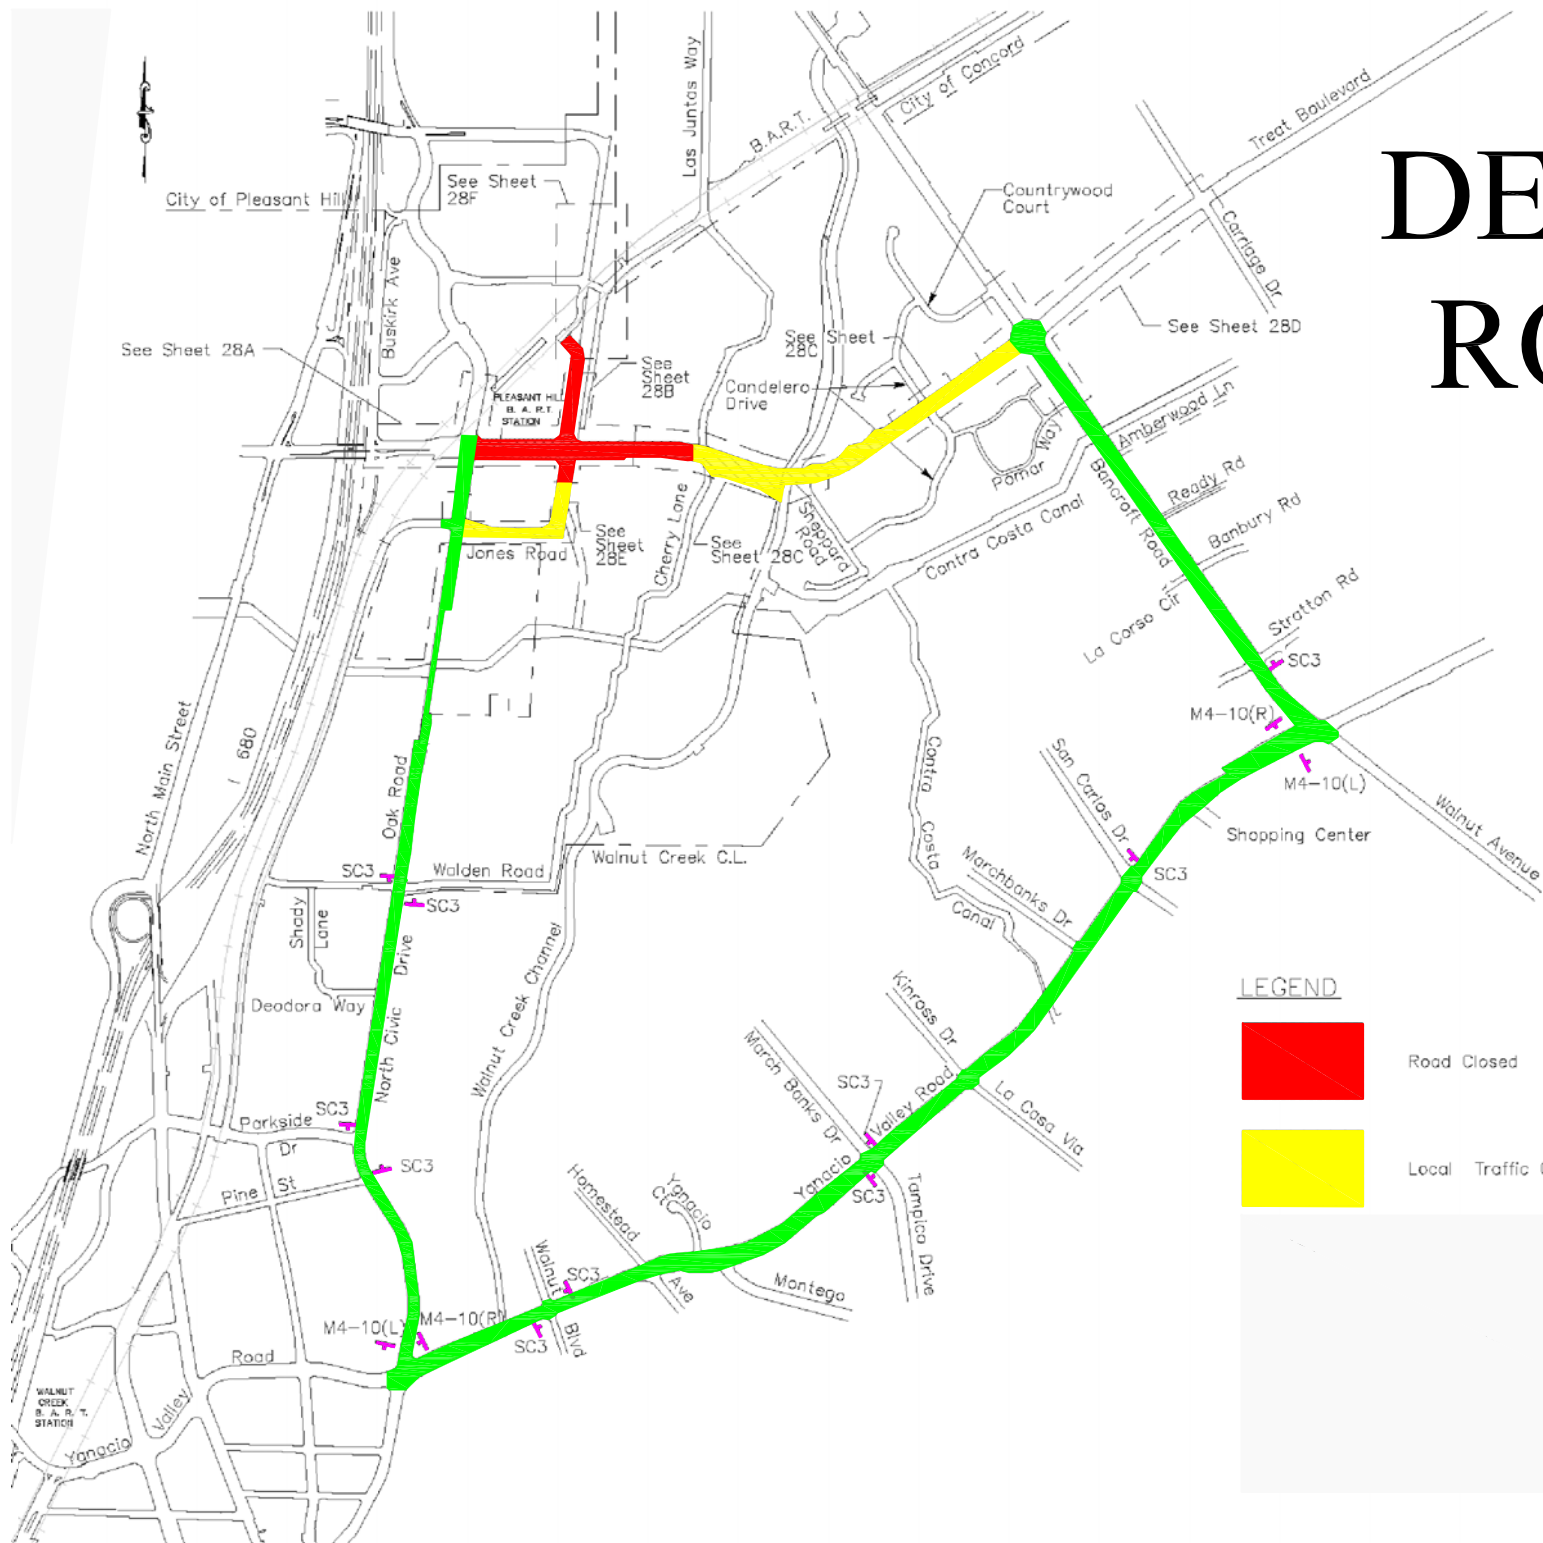 DE
RO
City of Concord
Treat Boulevard
Las Juntas Way
B.A.R.T.
See Sheet
28F
City of Pleasant Hill
Countrywood
Court
Carriage Dr
Buskirk Ave
See Sheet 28A
See Sheet
28C
See Sheet 28D
See
Sheet
28B
Candelero
Drive
PLEASANT HILL
B. A. R.T.
STATION
Amberwood Ln
Pomar Way
Bancroft Road
Ready Rd
Banbury Rd
Sheppard
Road
Contra Costa Canal
Cherry Lane
See
Sheet 28C
See
Sheet
28E
Jones Road
La Corso Cir
Stratton Rd
SC3
M4-10(R)
M4-10(L)
North Main Street
I 680
Oak Road
Contra Costa Canal
San Carlos Dr
Walnut Avenue
Shopping Center
SC3
Walden Road
Walnut Creek C.L.
SC3
SC3
Marchbanks Dr
Shady
Lane
North Civic Drive
Deodora Way
Walnut Creek Channel
Kinross Dr
LEGEND
Road Closed
Local Traffic
March Banks Dr
SC3
Ygnacio Valley Road
La Casa Via
SC3
Parkside
Dr
SC3
Pine St
Homestead
Ave
Ygnacio
Ct
SC3
Tampico Drive
Walnut
Blvd
SC3
Montego
M4-10(L)
M4-10(R)
SC3
Road
WALNUT
CREEK
B. A. R. T.
STATION
Ygnacio Valley